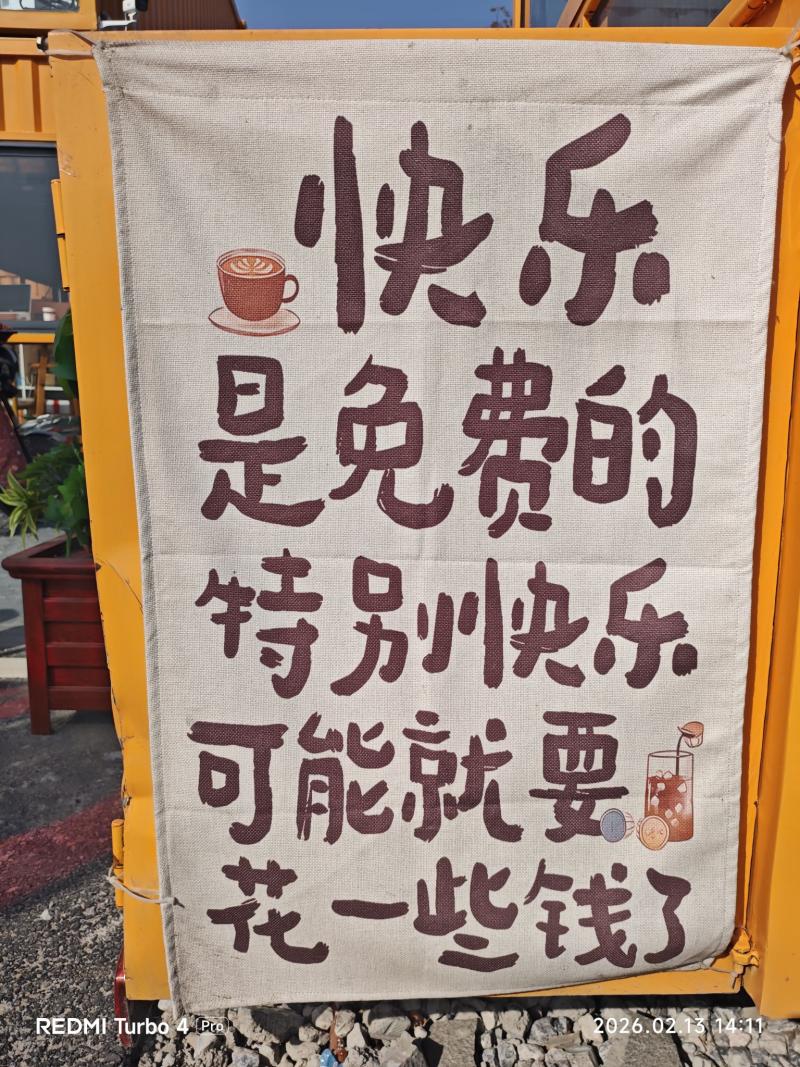 快乐
是免费的
特别快乐
可能就要
花一些钱了
REDMI Turbo 4 Pro
2026.02.13 14:11